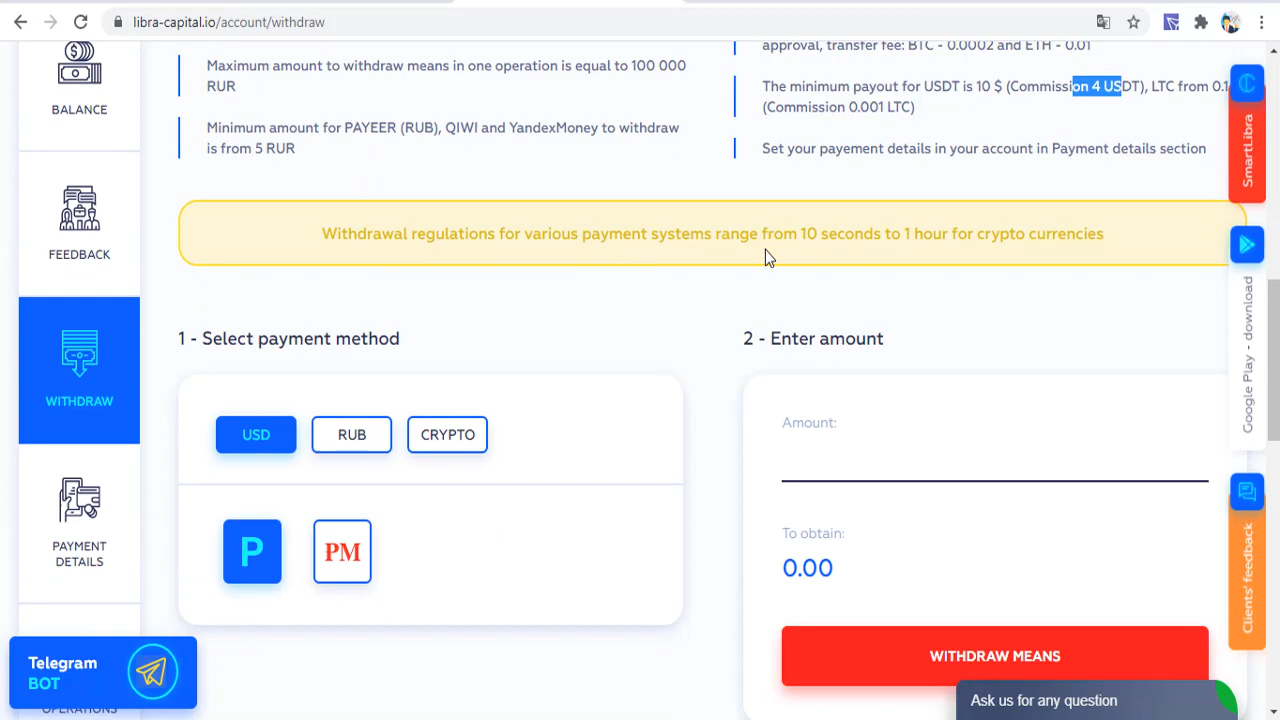 libra-capital.io/account/withdraw
approval, transfer fee: BTC - 0.0002 and ETH - 0.01
Maximum amount to withdraw means in one operation is equal to 100 000
RUR
The minimum payout for USDT is 10 $ (Commission 4 USDT), LTC from 0.1
(Commission 0.001 LTC)
Minimum amount for PAYEER (RUB), QIWI and YandexMoney to withdraw
is from 5 RUR
Set your payement details in your account in Payment details section
BALANCE
FEEDBACK
WITHDRAW
PAYMENT
DETAILS
OPERATIONS
Withdrawal regulations for various payment systems range from 10 seconds to 1 hour for crypto currencies
1 - Select payment method
USD
RUB
CRYPTO
P
PM
2 - Enter amount
Amount:
To obtain:
0.00
WITHDRAW MEANS
SmartLibra
Google Play - download
Clients' feedback
Telegram
BOT
Ask us for any question